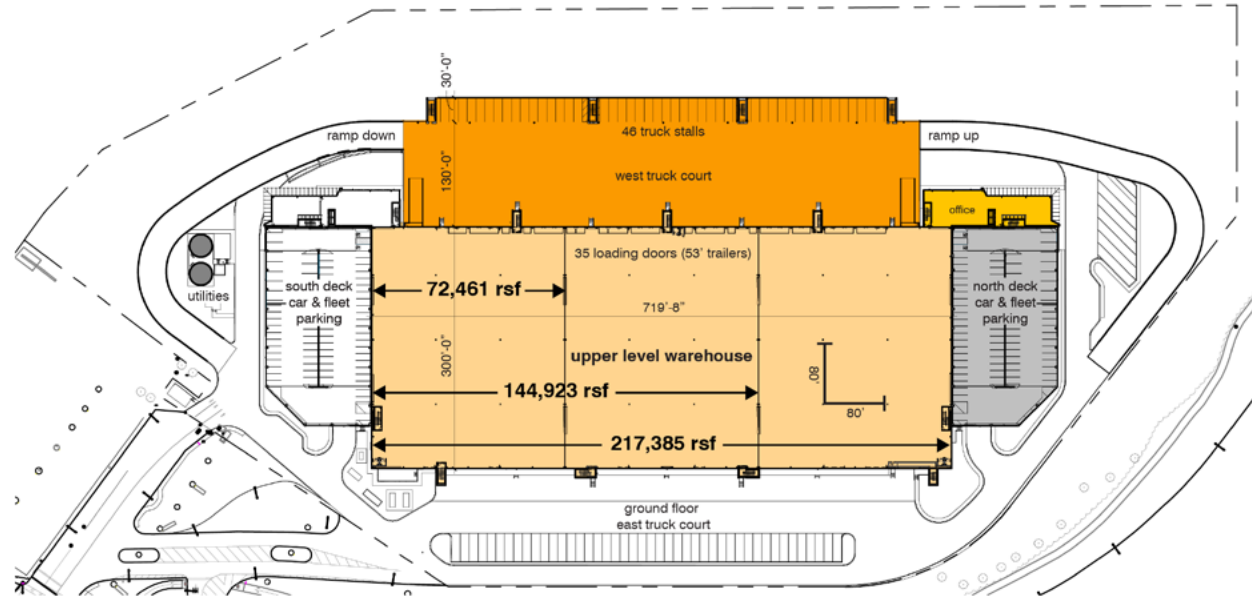 30'-0"
46 truck stalls
ramp down
ramp up
130'-0"
west truck court
office
35 loading doors (53' trailers)
utilities
south deck
car & fleet
parking
72,461 rsf
719'-8"
north deck
car & fleet
parking
300'-0"
upper level warehouse
80'
144,923 rsf
80'
217,385 rsf
ground floor
east truck court